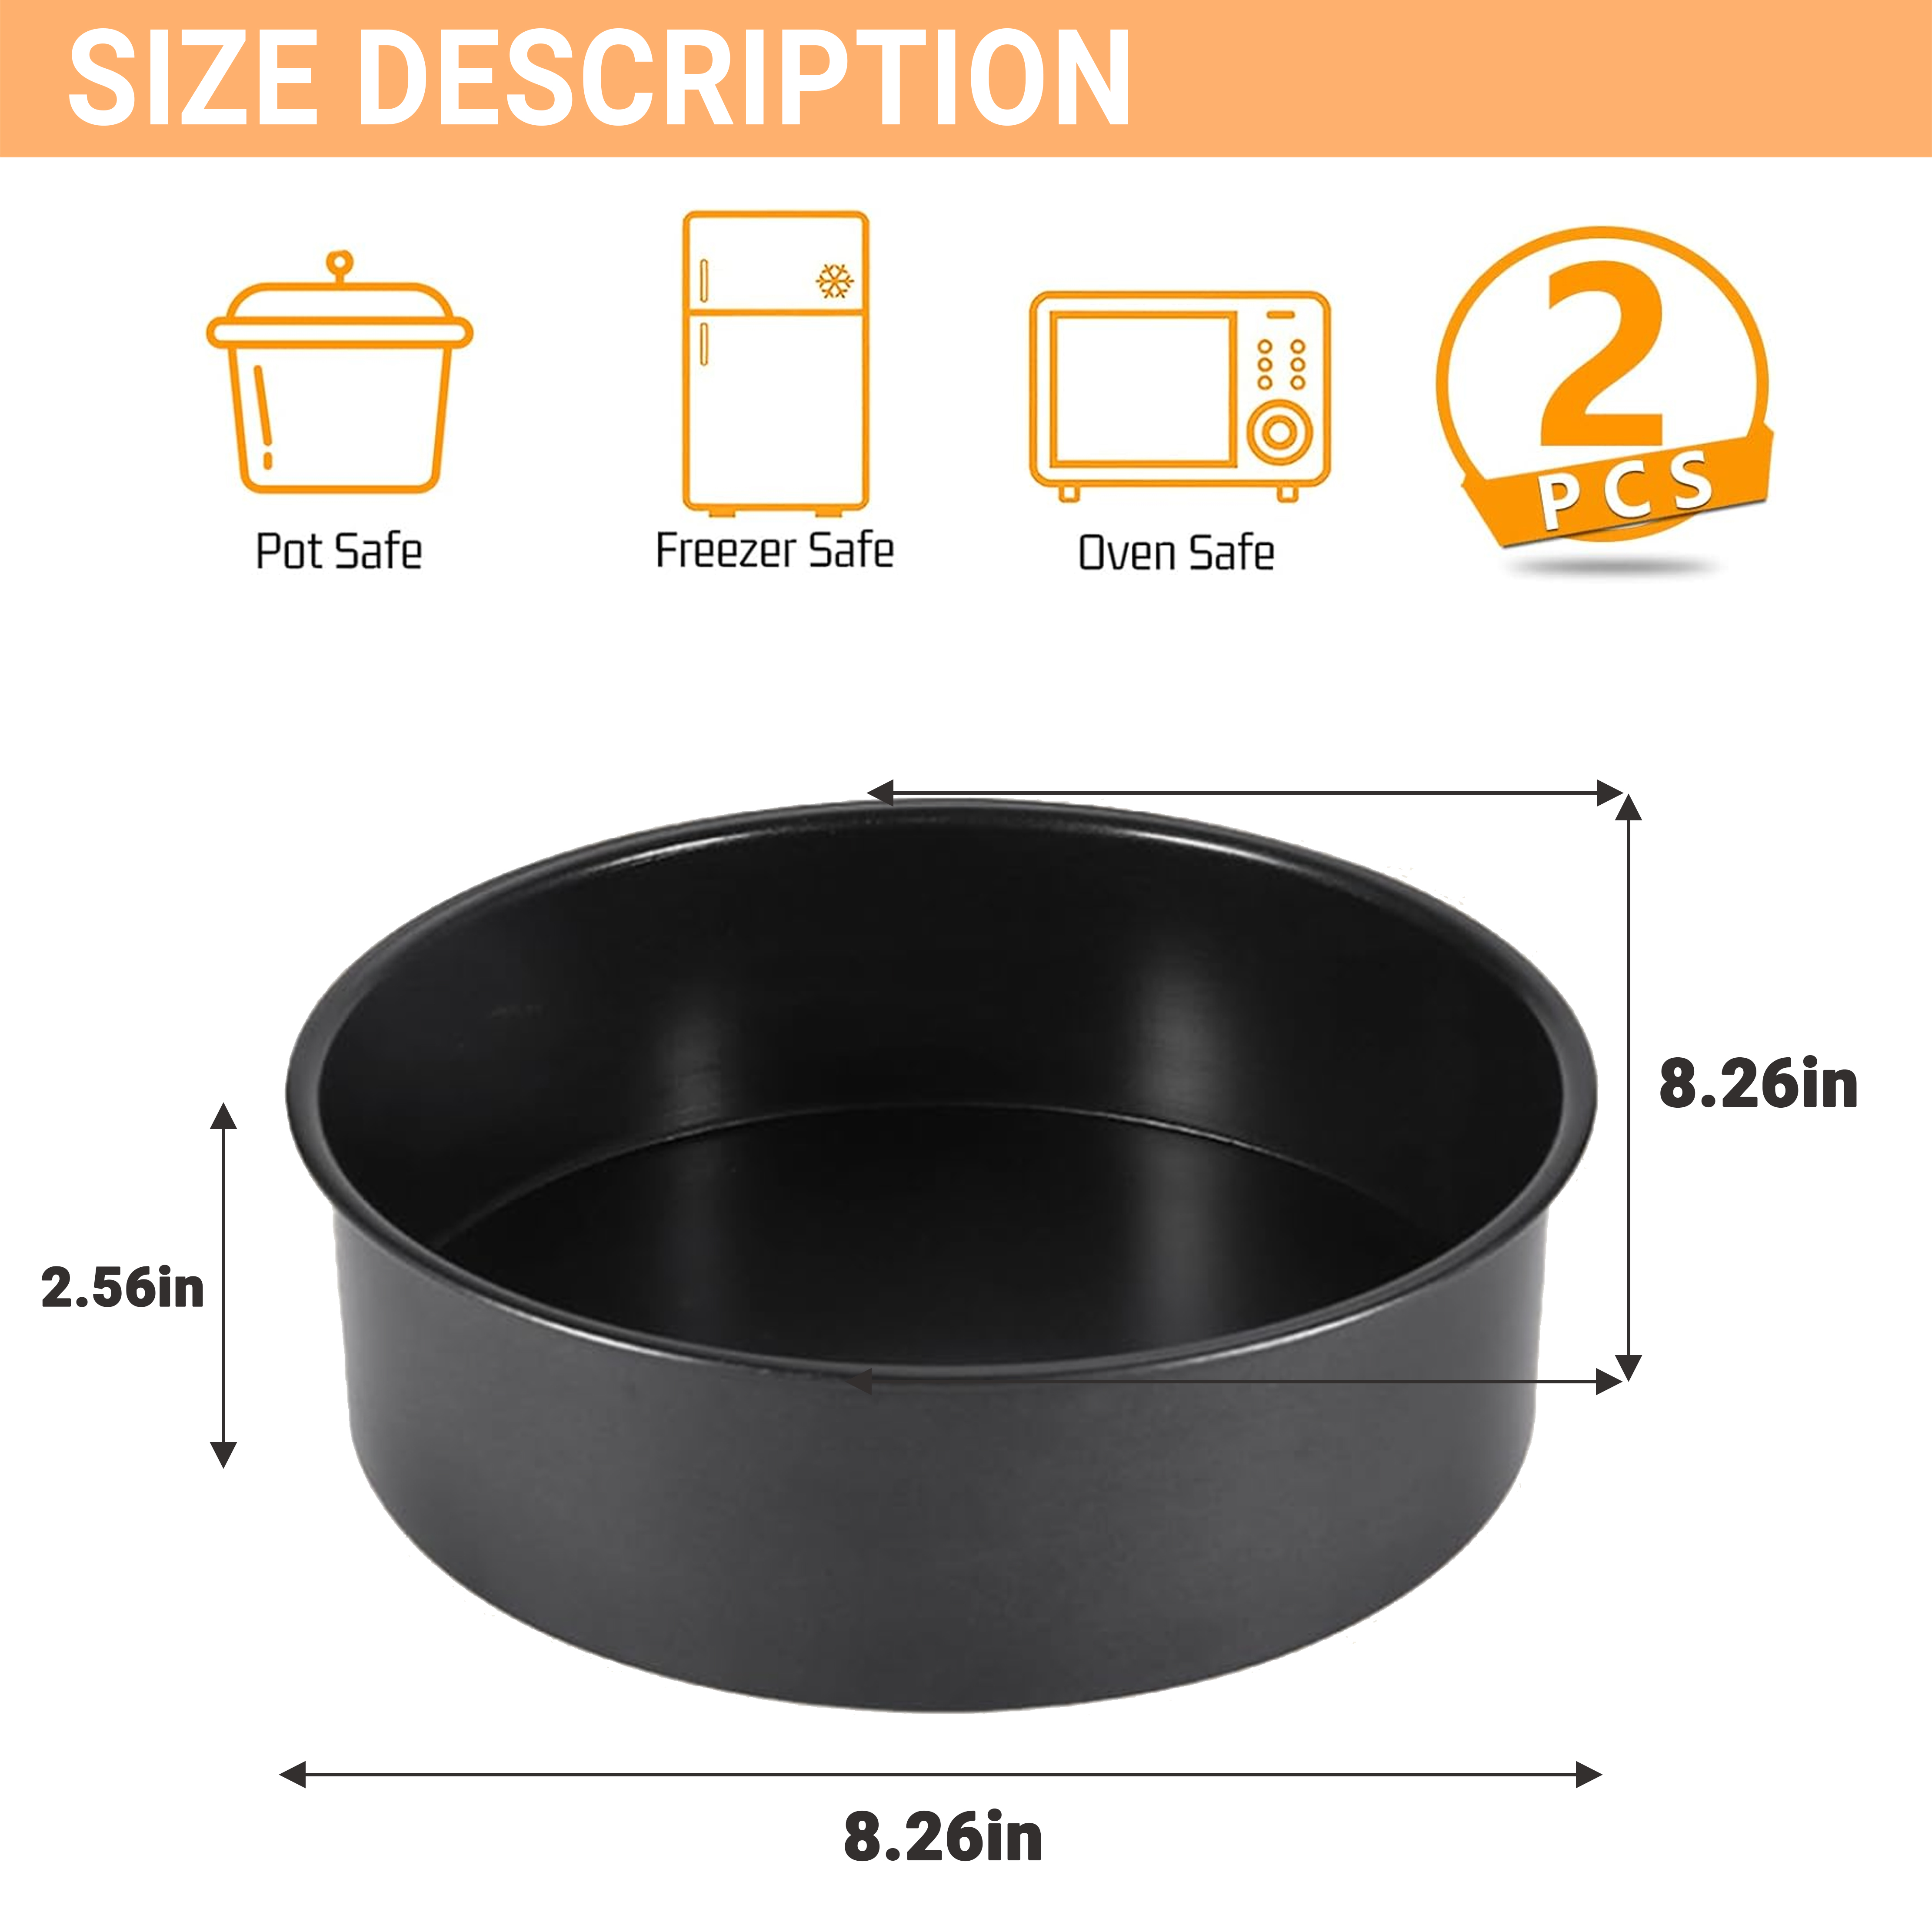 SIZE DESCRIPTION
2
PCS
Pot Safe
Freezer Safe
Oven Safe
8.26in
2.56in
8.26in